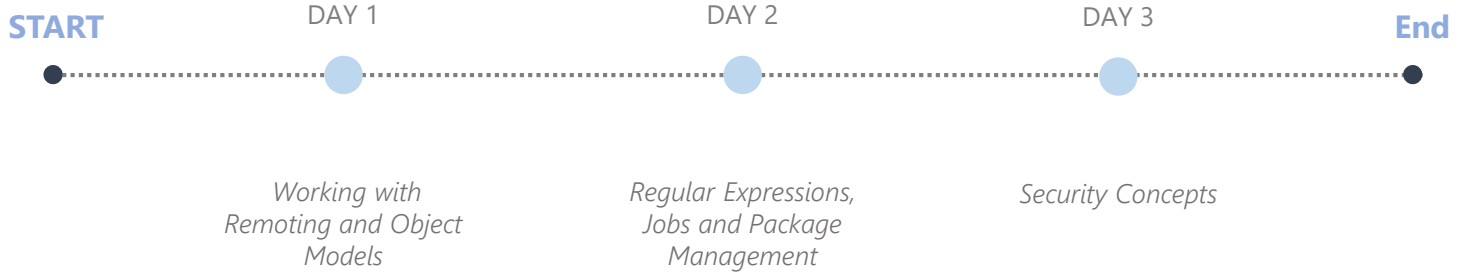 START
DAY 1
DAY 2
DAY 3
End
Working with
Remoting and Object
Models
Regular Expressions,
Jobs and Package
Management
Security Concepts